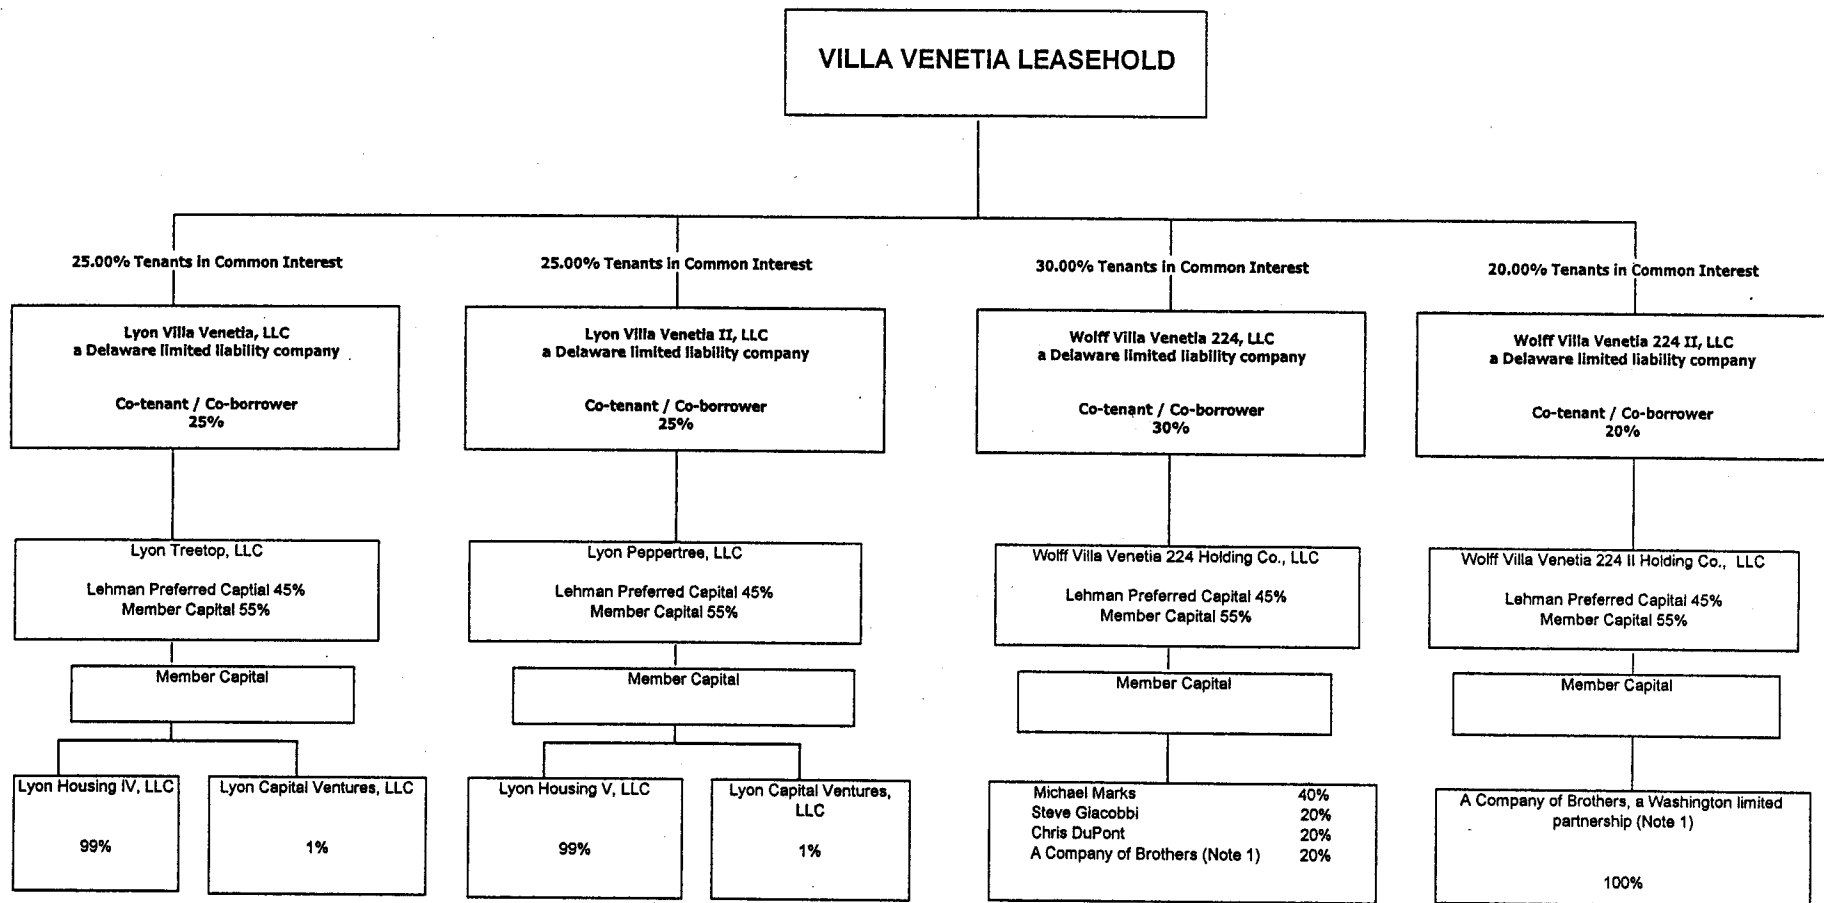 VILLA VENETIA LEASEHOLD
25.00% Tenants in Common Interest
25.00% Tenants in Common Interest
30.00% Tenants in Common Interest
20.00% Tenants in Common Interest
Lyon Villa Venetia, LLC
a Delaware limited liability company
Co-tenant / Co-borrower
25%
Lyon Villa Venetia II, LLC
a Delaware limited liability company
Co-tenant / Co-borrower
25%
Wolff Villa Venetia 224, LLC
a Delaware limited liability company
Co-tenant / Co-borrower
30%
Wolff Villa Venetia 224 II, LLC
a Delaware limited liability company
Co-tenant / Co-borrower
20%
Lyon Treetop, LLC
Lehman Preferred Captial 45%
Member Capital 55%
Lyon Peppertree, LLC
Lehman Preferred Capital 45%
Member Capital 55%
Wolff Villa Venetia 224 Holding Co., LLC
Lehman Preferred Capital 45%
Member Capital 55%
Wolff Villa Venetia 224 II Holding Co., LLC
Lehman Preferred Capital 45%
Member Capital 55%
Member Capital
Member Capital
Member Capital
Member Capital
Lyon Housing IV, LLC
99%
Lyon Capital Ventures, LLC
1%
Lyon Housing V, LLC
99%
Lyon Capital Ventures,
LLC
1%
Michael Marks 40%
Steve Giacobbi 20%
Chris DuPont 20%
A Company of Brothers (Note 1) 20%
A Company of Brothers, a Washington limited
partnership (Note 1)
100%